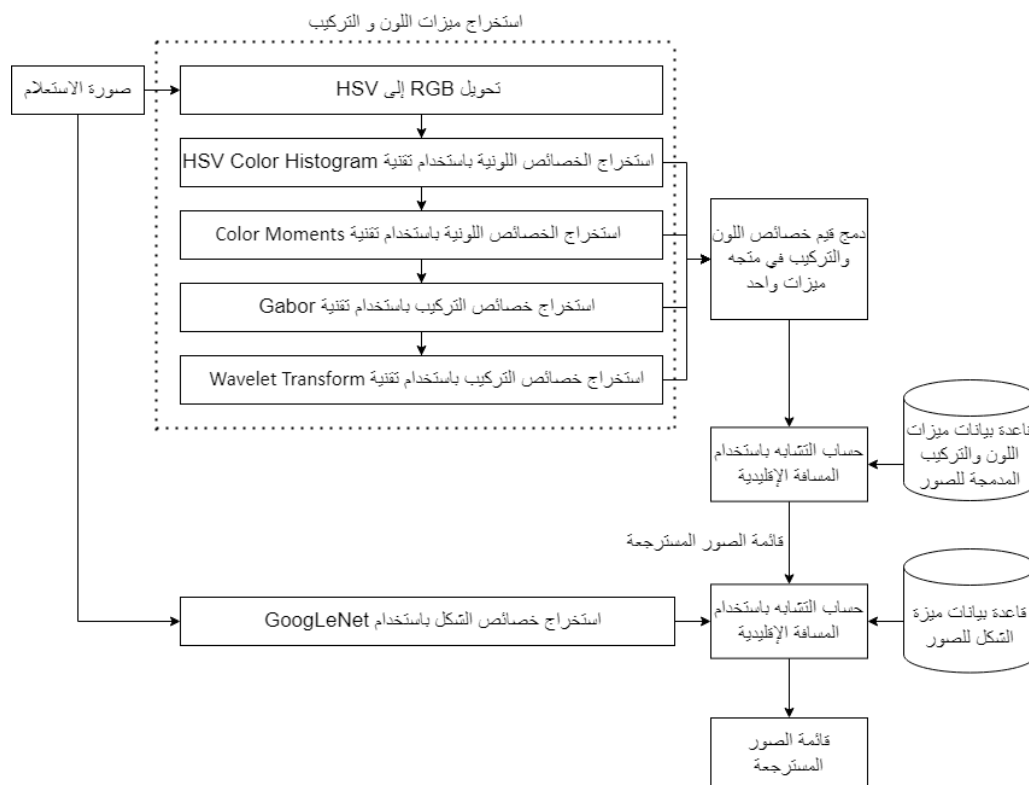 استخراج ميزات اللون و التركيب
صورة الاستعلام
تحويل RGB إلى HSV
استخراج الخصائص اللونية باستخدام تقنية HSV Color Histogram
استخراج الخصائص اللونية باستخدام تقنية Color Moments
استخراج خصائص التركيب باستخدام تقنية Gabor
استخراج خصائص التركيب باستخدام تقنية Wavelet Transform
دمج قيم خصائص اللون
والتركيب في متجه
ميزات واحد
حساب التشابه باستخدام
المسافة الإقليدية
قاعدة بيانات ميزات
اللون والتركيب
المدمجة للصور
قائمة الصور المسترجعة
استخراج خصائص الشكل باستخدام GoogLeNet
حساب التشابه باستخدام
المسافة الإقليدية
قاعدة بيانات ميزة
الشكل للصور
قائمة الصور
المسترجعة